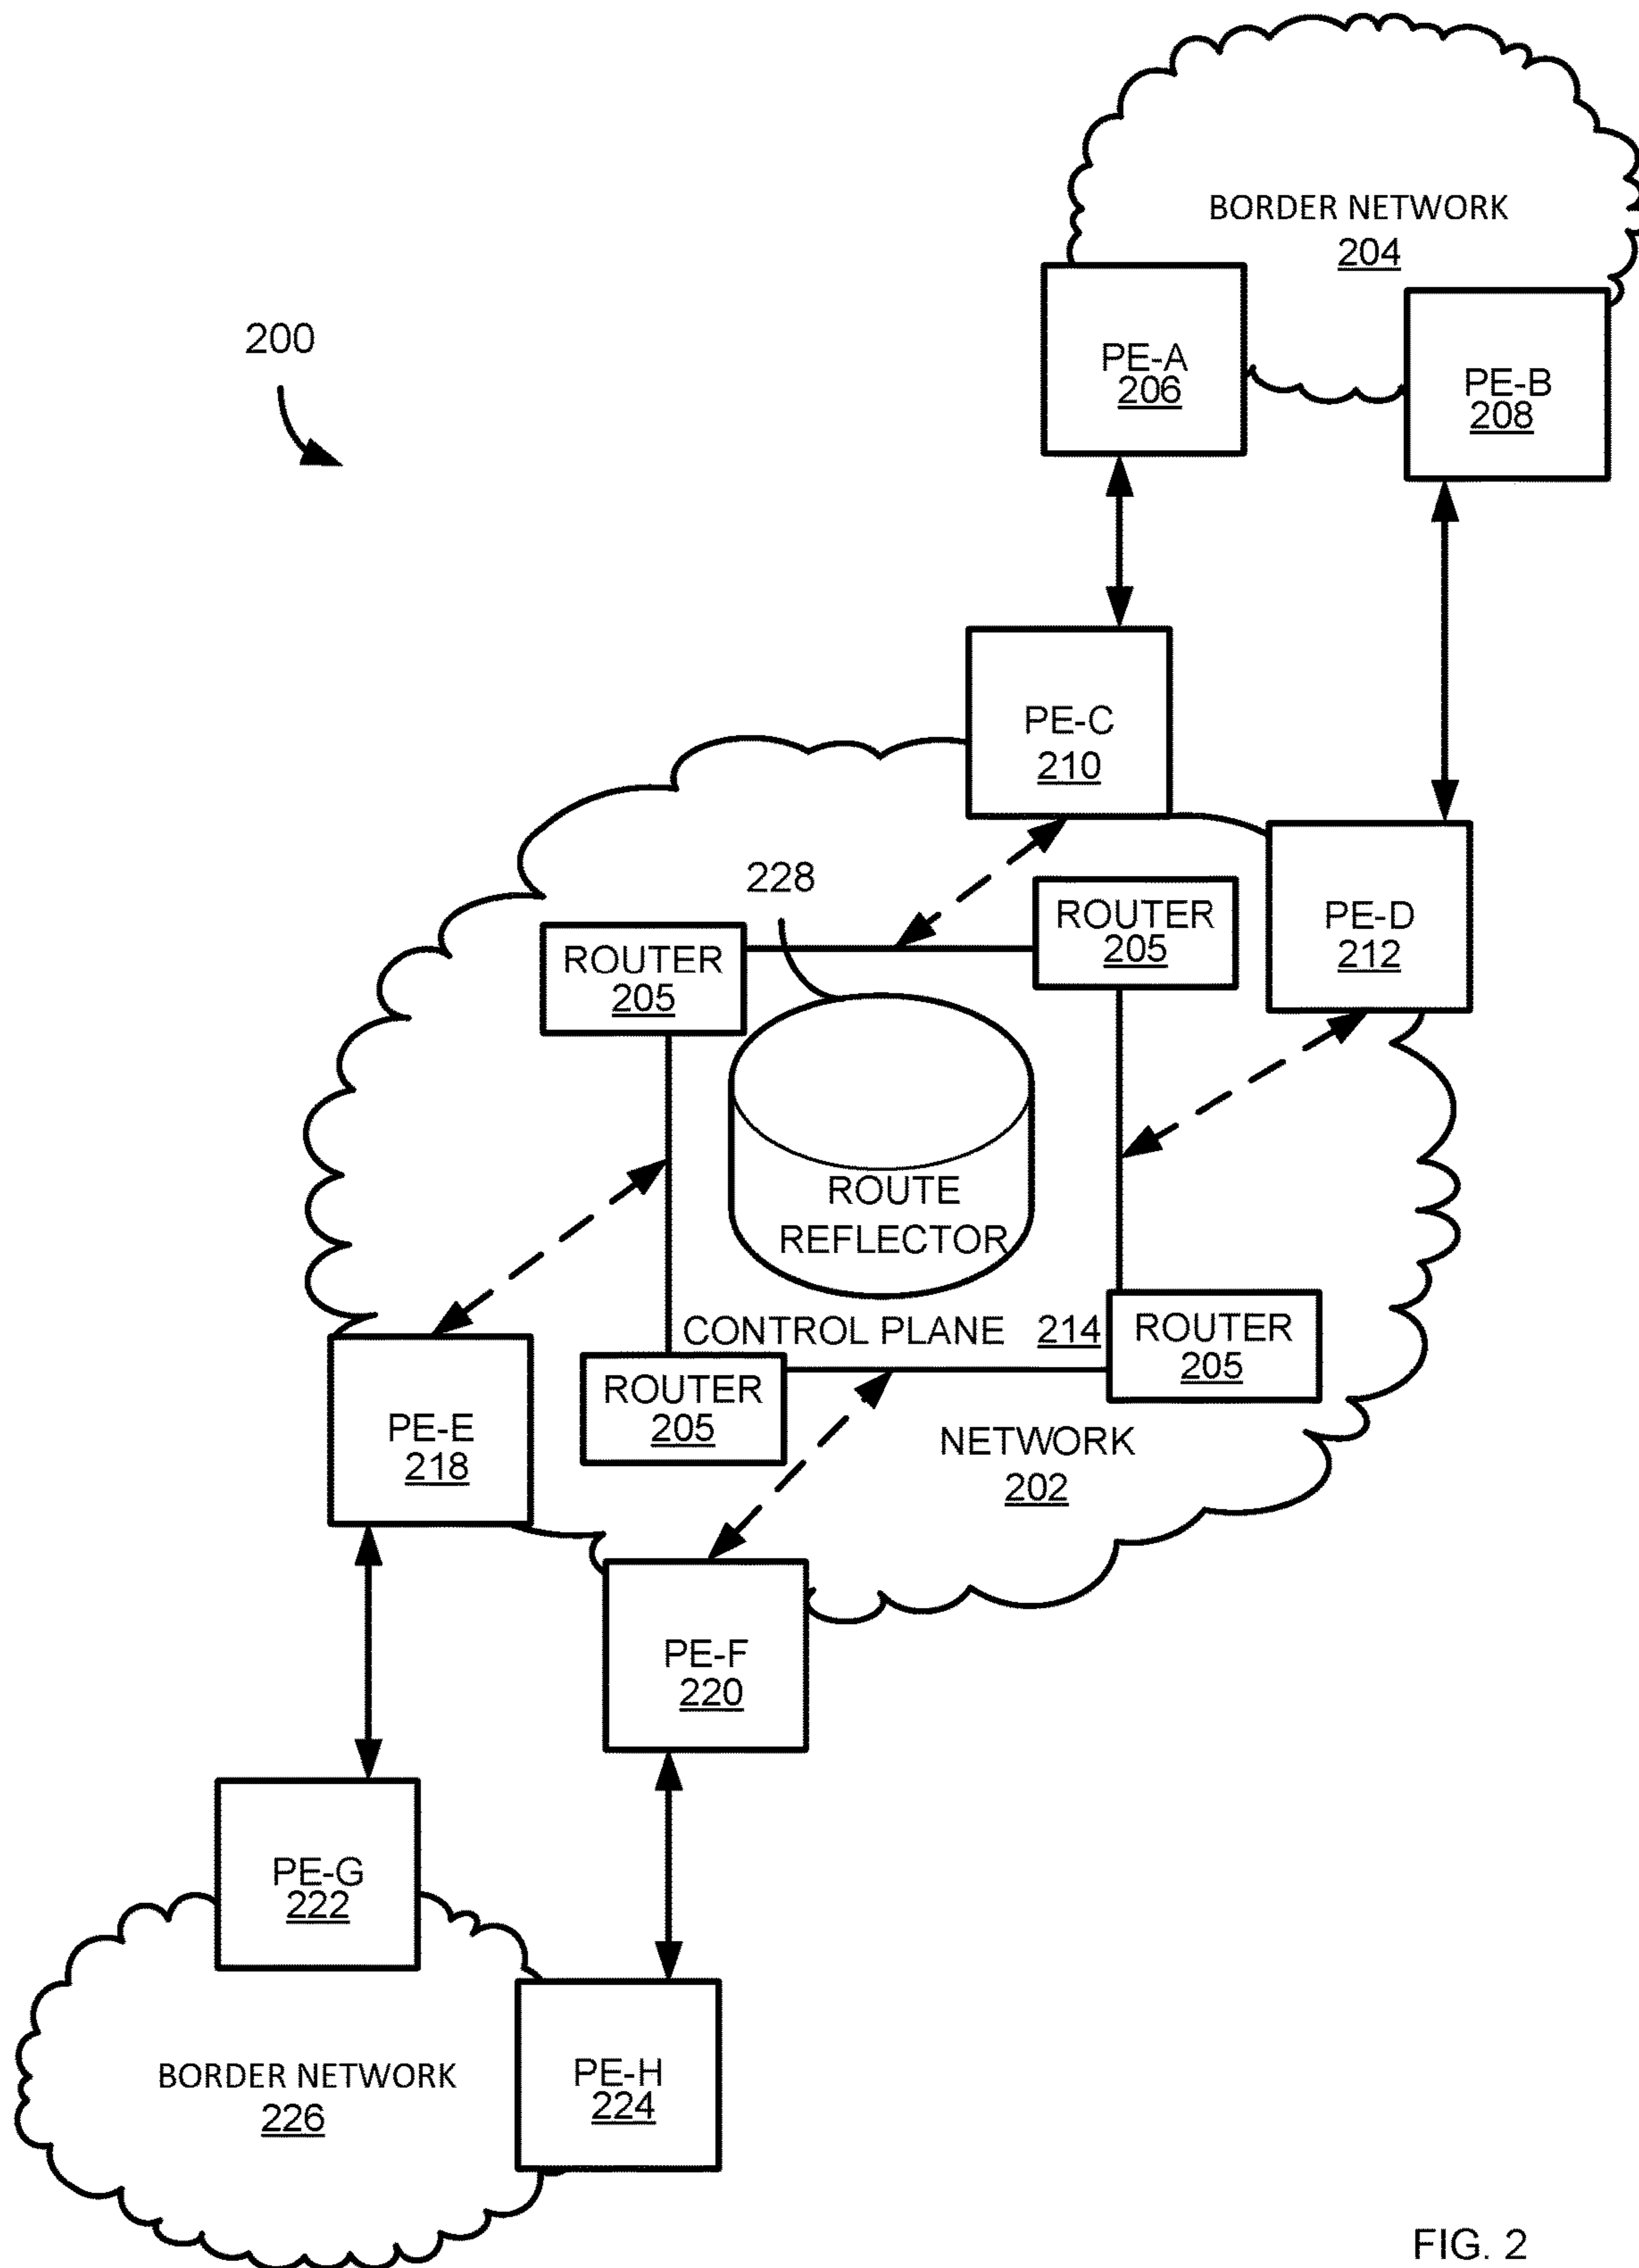 BORDER NETWORK
204
200
PE-A
206
PE-B
208
PE-C
210
228
ROUTER
205
PE-D
212
ROUTER
205
ROUTE
REFLECTOR
CONTROL PLANE 214
ROUTER
205
ROUTER
205
PE-E
218
NETWORK
202
PE-F
220
PE-G
222
BORDER NETWORK
226
PE-H
224
FIG. 2